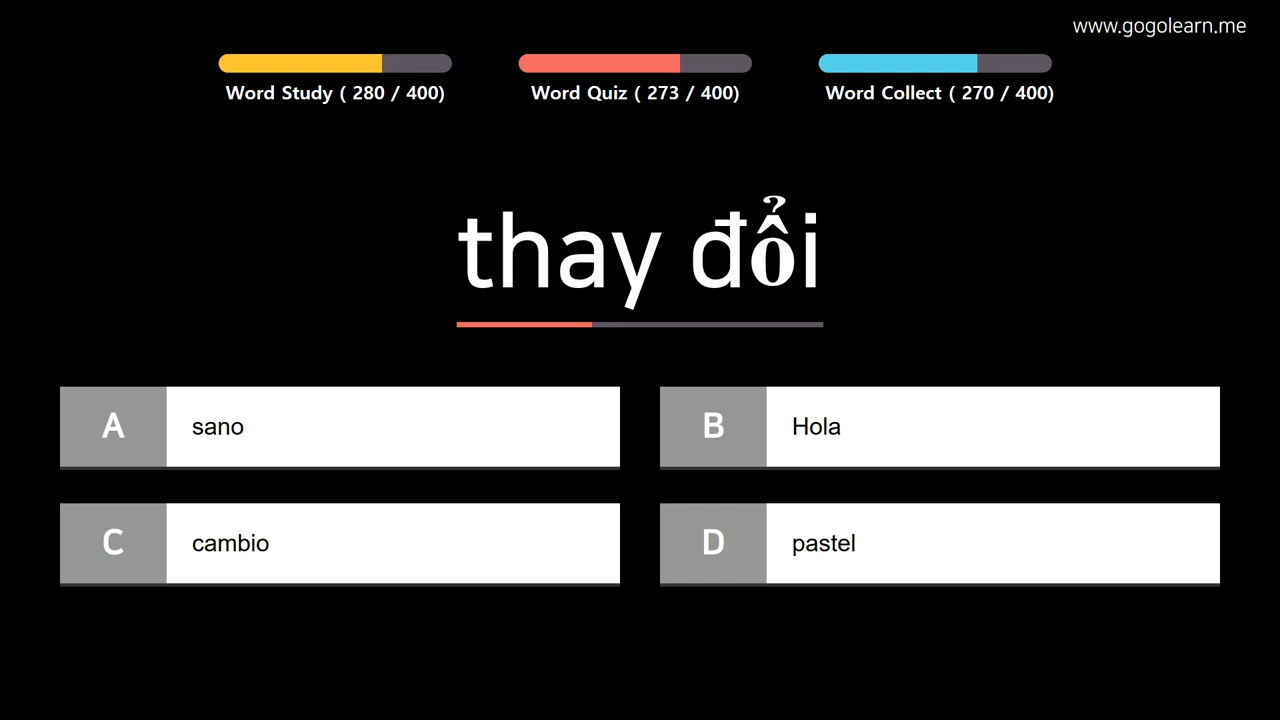 www.gogolearn.me
Word Study ( 280 / 400)
Word Quiz ( 273 / 400)
Word Collect ( 270 / 400)
thay đổi
A sano
B Hola
C cambio
D pastel